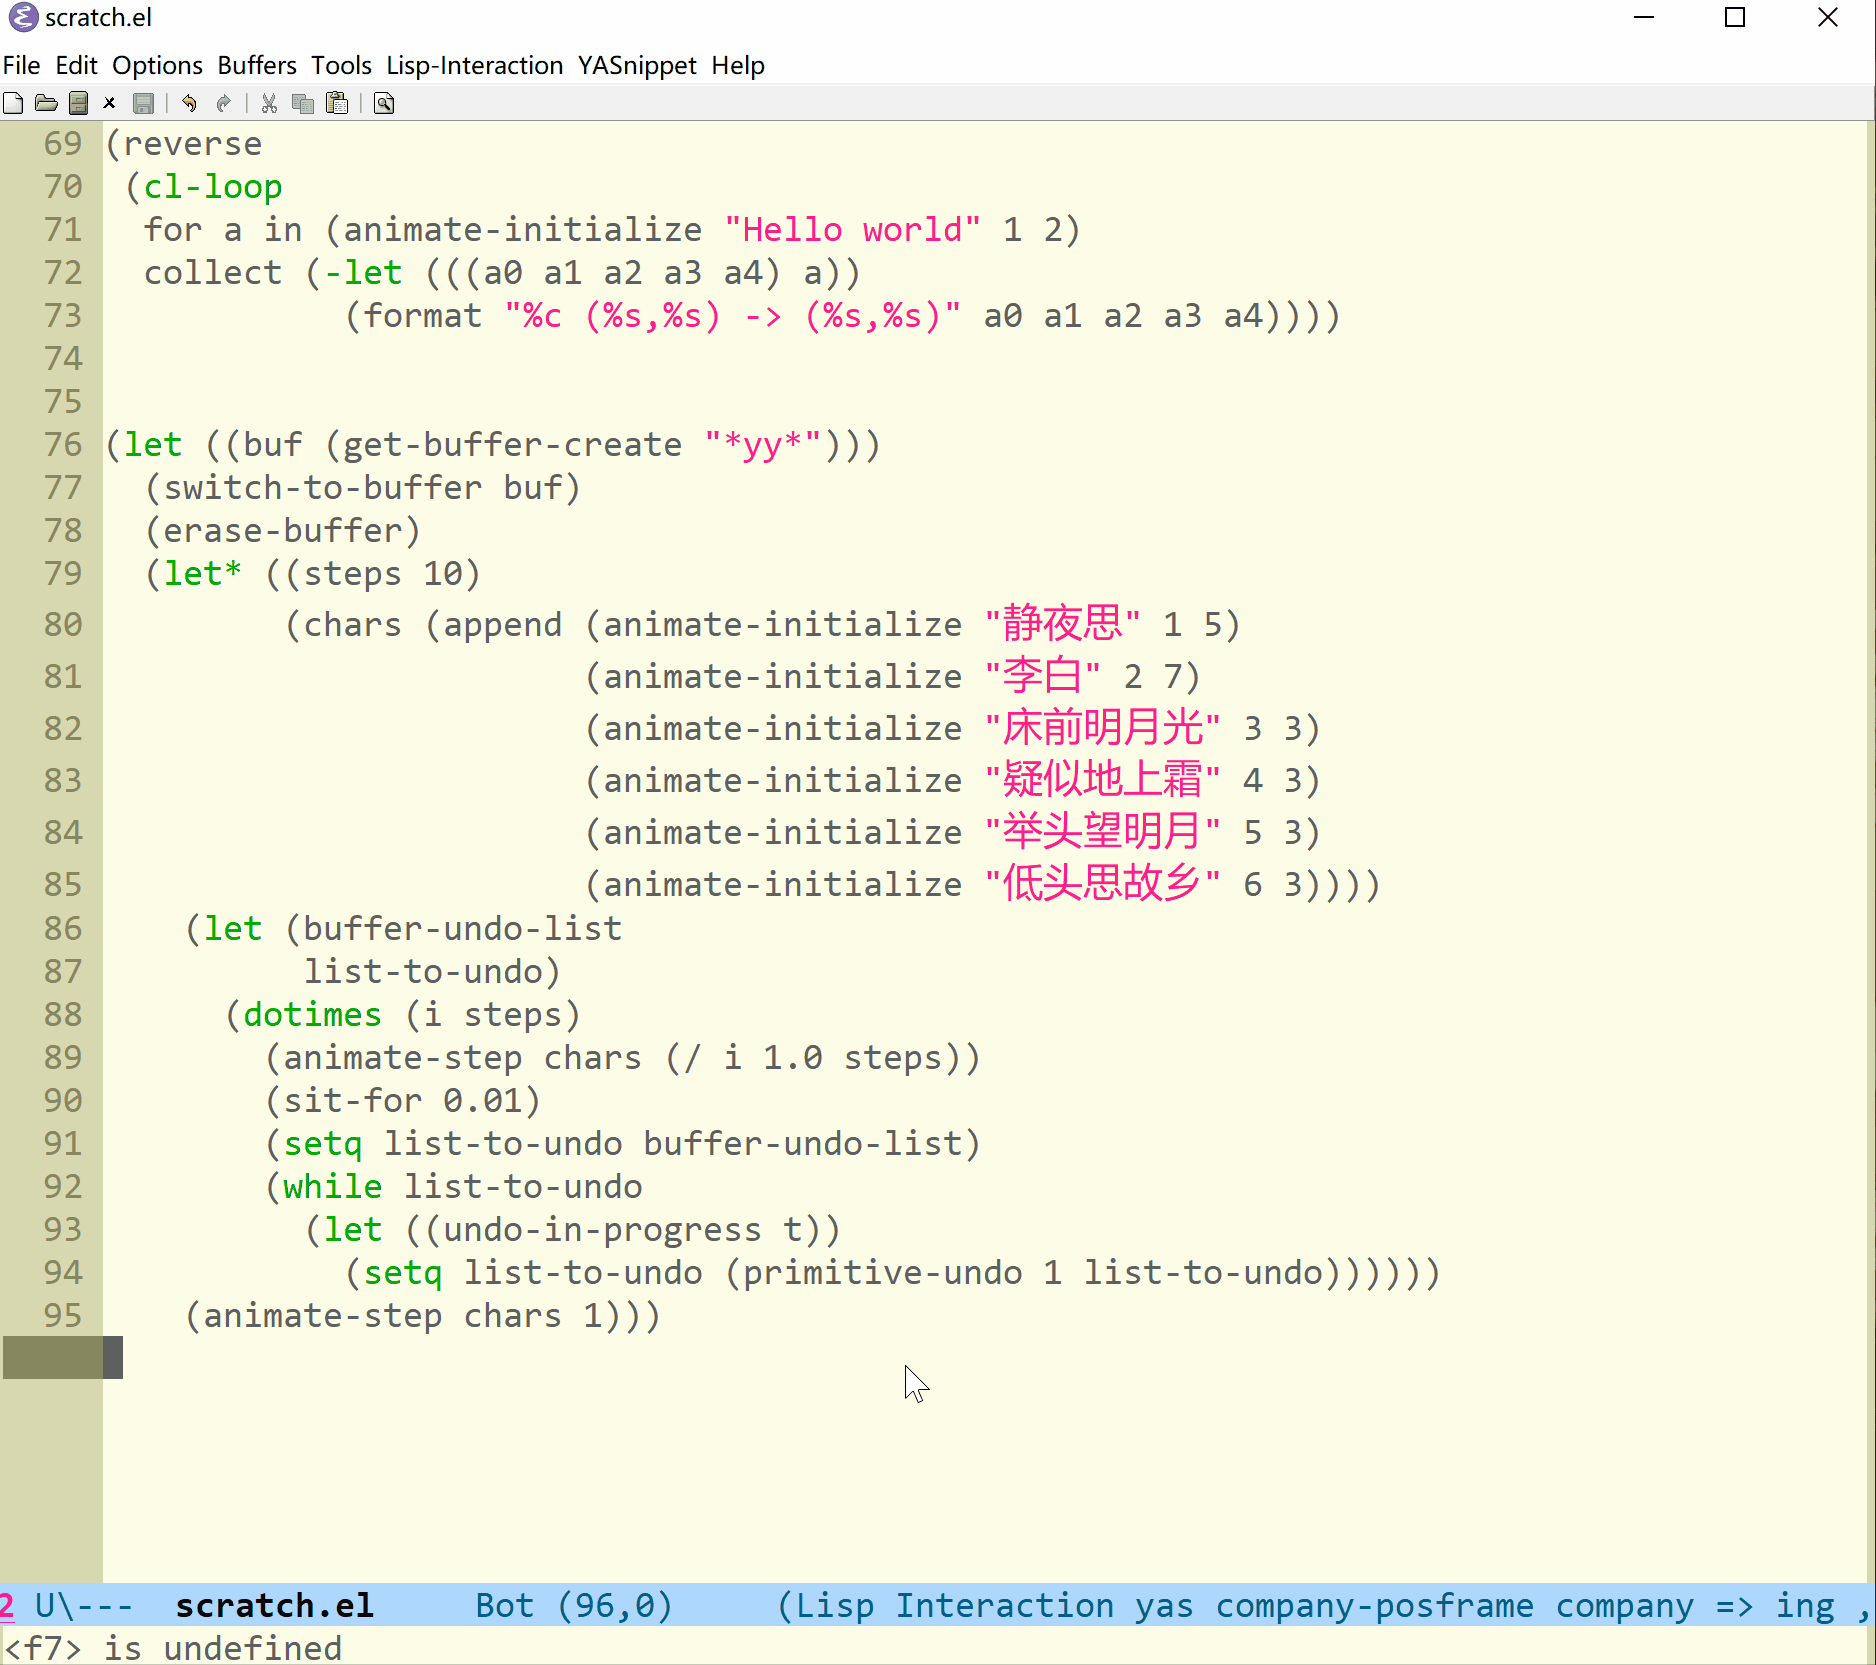 scratch.el
File Edit Options Buffers Tools Lisp-Interaction YASnippet Help
69 (reverse
70  (cl-loop
71   for a in (animate-initialize "Hello world" 1 2)
72   collect (-let (((a0 a1 a2 a3 a4) a))
73             (format "%c (%s,%s) -> (%s,%s)" a0 a1 a2 a3 a4))))
74
75
76 (let ((buf (get-buffer-create "*yy*")))
77   (switch-to-buffer buf)
78   (erase-buffer)
79   (let* ((steps 10)
80          (chars (append (animate-initialize "静夜思" 1 5)
81                         (animate-initialize "李白" 2 7)
82                         (animate-initialize "床前明月光" 3 3)
83                         (animate-initialize "疑似地上霜" 4 3)
84                         (animate-initialize "举头望明月" 5 3)
85                         (animate-initialize "低头思故乡" 6 3))))
86     (let (buffer-undo-list
87           list-to-undo)
88       (dotimes (i steps)
89         (animate-step chars (/ i 1.0 steps))
90         (sit-for 0.01)
91         (setq list-to-undo buffer-undo-list)
92         (while list-to-undo
93           (let ((undo-in-progress t))
94             (setq list-to-undo (primitive-undo 1 list-to-undo))))))
95     (animate-step chars 1)))
2 U\--- scratch.el Bot (96,0) (Lisp Interaction yas company-posframe company => ing ,
<f7> is undefined